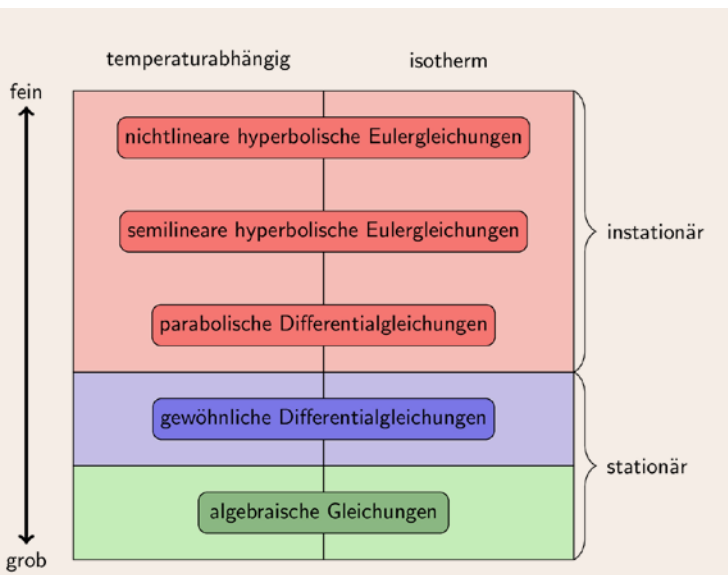 temperaturabhängig
isotherm
fein
nichtlineare hyperbolische Eulergleichungen
semilineare hyperbolische Eulergleichungen
instationär
parabolische Differentialgleichungen
gewöhnliche Differentialgleichungen
stationär
algebraische Gleichungen
grob